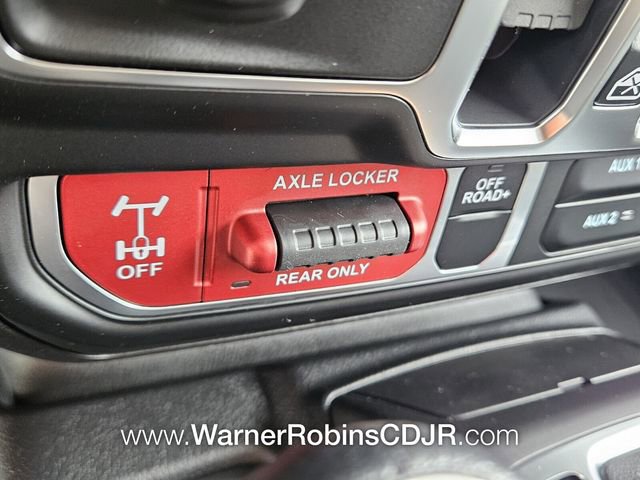 AXLE LOCKER
OFF
REAR ONLY
OFF
ROAD+
AUX 1
AUX 2
www.WarnerRobinsCDJR.com